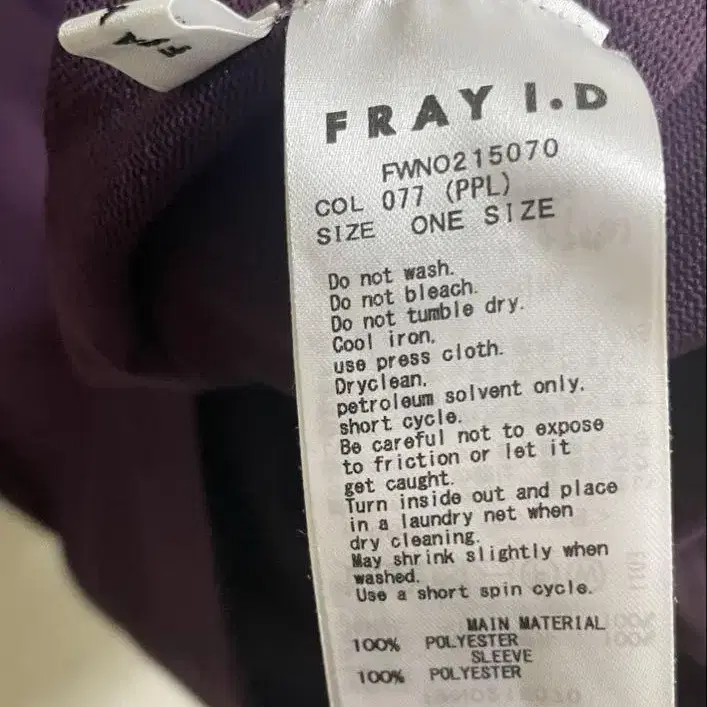 FRAY I.D
FWNO215070
COL 077 (PPL)
SIZE ONE SIZE
Do not wash.
Do not bleach.
Do not tumble dry.
Cool iron.
use press cloth.
Dryclean.
petroleum solvent only.
short cycle.
Be careful not to expose
to friction or let it
get caught.
Turn inside out and place
in a laundry net when
dry cleaning.
May shrink slightly when
washed.
Use a short spin cycle.
MAIN MATERIAL
100% POLYESTER
SLEEVE
100% POLYESTER